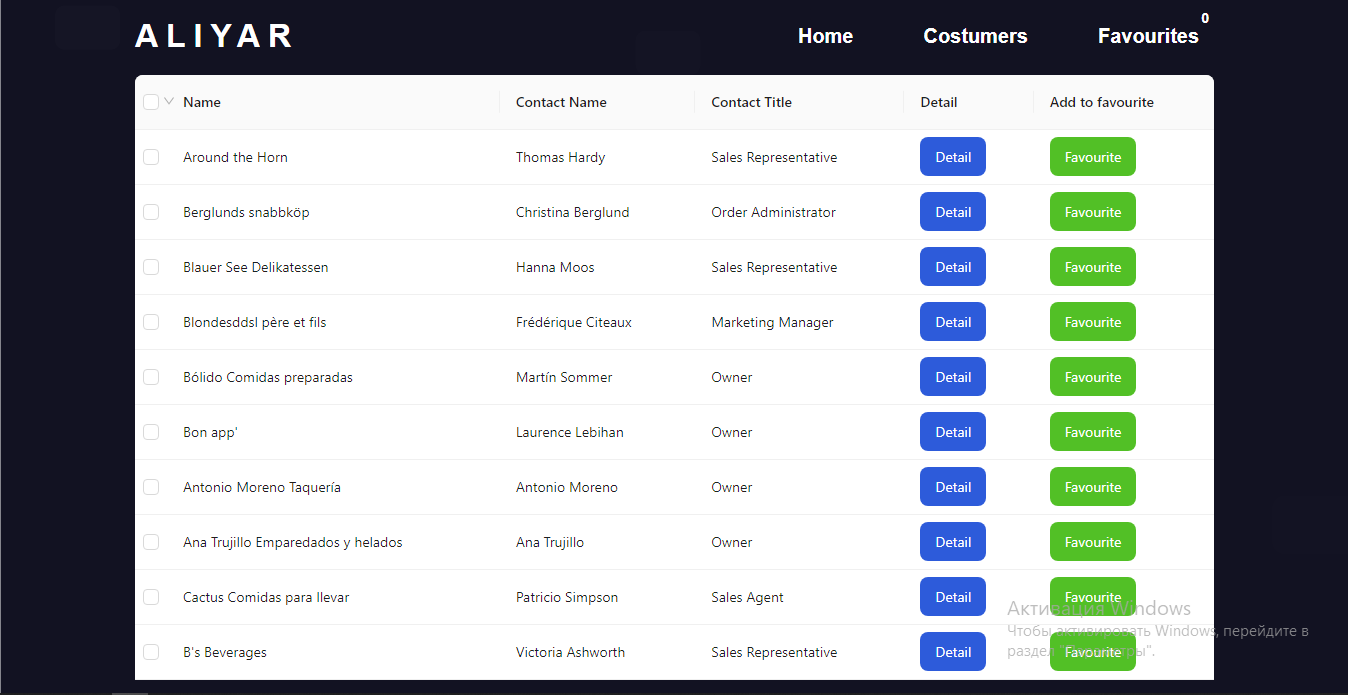 0
ALIYAR Home Costumers Favourites
Name Contact Name Contact Title Detail Add to favourite
Around the Horn Thomas Hardy Sales Representative Detail Favourite
Berglunds snabbköp Christina Berglund Order Administrator Detail Favourite
Blauer See Delikatessen Hanna Moos Sales Representative Detail Favourite
Blondesddsl père et fils Frédérique Citeaux Marketing Manager Detail Favourite
Bólido Comidas preparadas Martín Sommer Owner Detail Favourite
Bon app' Laurence Lebihan Owner Detail Favourite
Antonio Moreno Taquería Antonio Moreno Owner Detail Favourite
Ana Trujillo Emparedados y helados Ana Trujillo Owner Detail Favourite
Cactus Comidas para llevar Patricio Simpson Sales Agent Detail Favourite
Активация Windows
Чтобы активировать Windows, перейдите в
B's Beverages Victoria Ashworth Sales Representative Detail Favourite
раздел "Параметры".